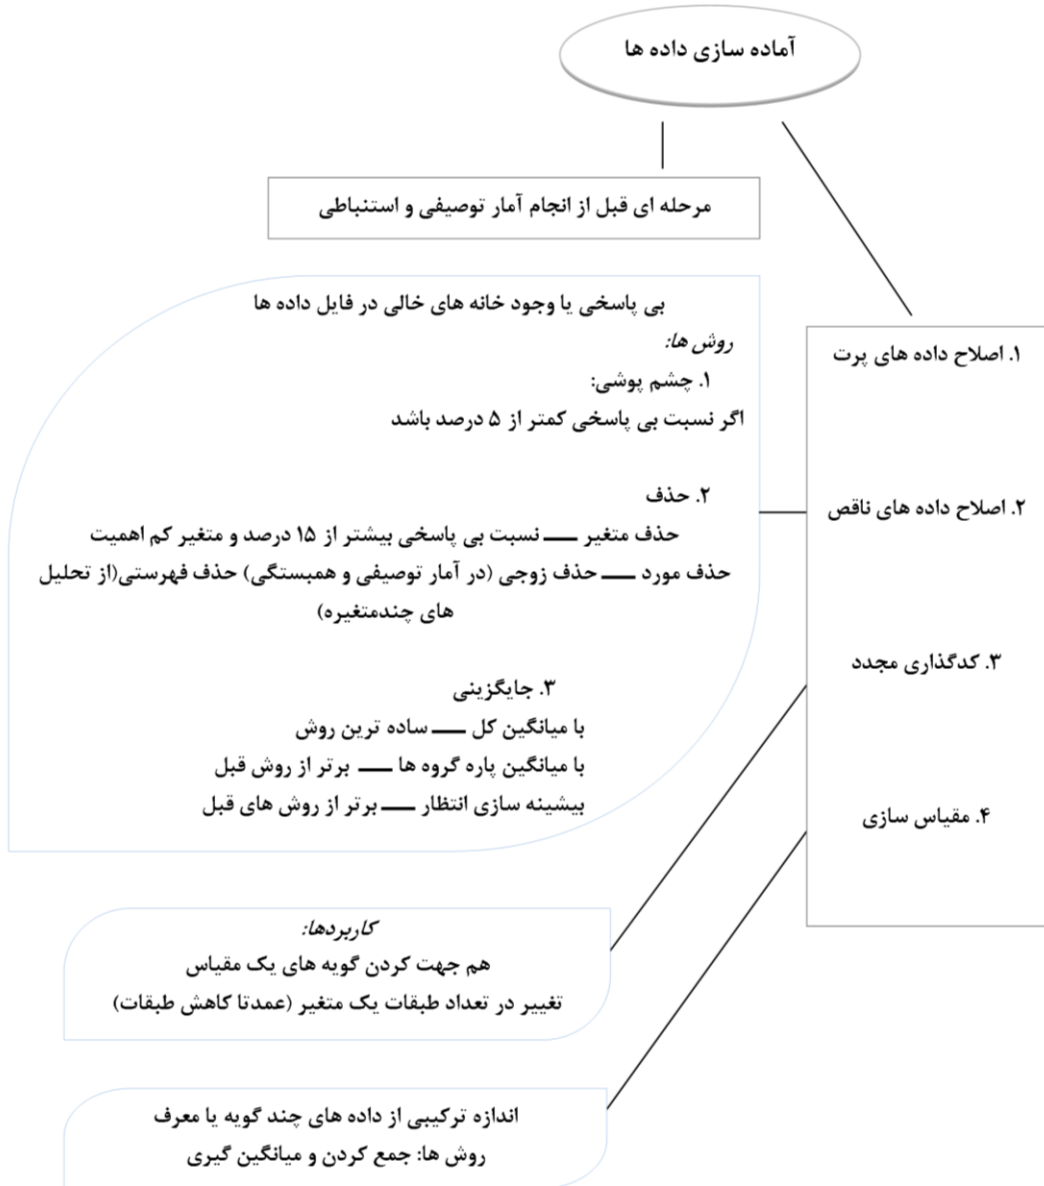 آماده سازی داده ها
مرحله ای قبل از انجام آمار توصیفی و استنباطی
۱. اصلاح داده های پرت
۲. اصلاح داده های ناقص
۳. کدگذاری مجدد
۴. مقیاس سازی
بی پاسخی یا وجود خانه های خالی در فایل داده ها
روش ها:
۱. چشم پوشی:
اگر نسبت بی پاسخی کمتر از ۵ درصد باشد
۲. حذف
حذف متغیر ــــ نسبت بی پاسخی بیشتر از ۱۵ درصد و متغیر کم اهمیت
حذف مورد ــــ حذف زوجی (در آمار توصیفی و همبستگی) حذف فهرستی(از تحلیل
های چندمتغیره)
۳. جایگزینی
با میانگین کل ــــ ساده ترین روش
با میانگین پاره گروه ها ــــ برتر از روش قبل
بیشینه سازی انتظار ــــ برتر از روش های قبل
کاربردها:
هم جهت کردن گویه های یک مقیاس
تغییر در تعداد طبقات یک متغیر (عمدتا کاهش طبقات)
اندازه ترکیبی از داده های چند گویه یا معرف
روش ها: جمع کردن و میانگین گیری